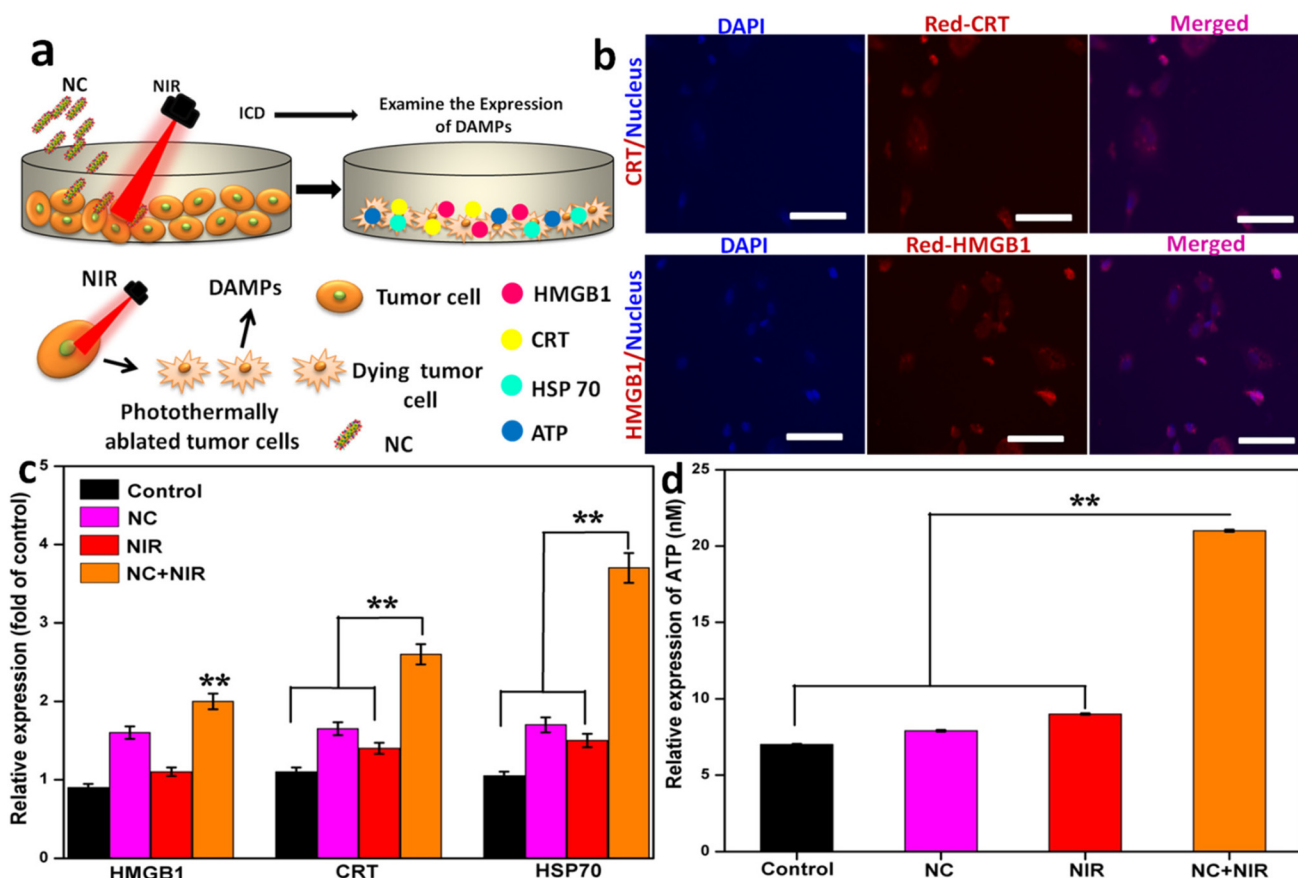 a
NC
NIR
ICD
Examine the Expression
of DAMPs
NIR
DAMPs
Tumor cell
Dying tumor
cell
Photothermally
ablated tumor cells
NC
HMGB1
CRT
HSP 70
ATP
b
DAPI
Red-CRT
Merged
CRT/Nucleus
DAPI
Red-HMGB1
Merged
HMGB1/Nucleus
c
Relative expression (fold of control)
5
4
3
2
1
0
Control
NC
NIR
NC+NIR
**
**
**
HMGB1
CRT
HSP70
d
Relative expression of ATP (nM)
25
20
15
10
5
0
**
Control
NC
NIR
NC+NIR